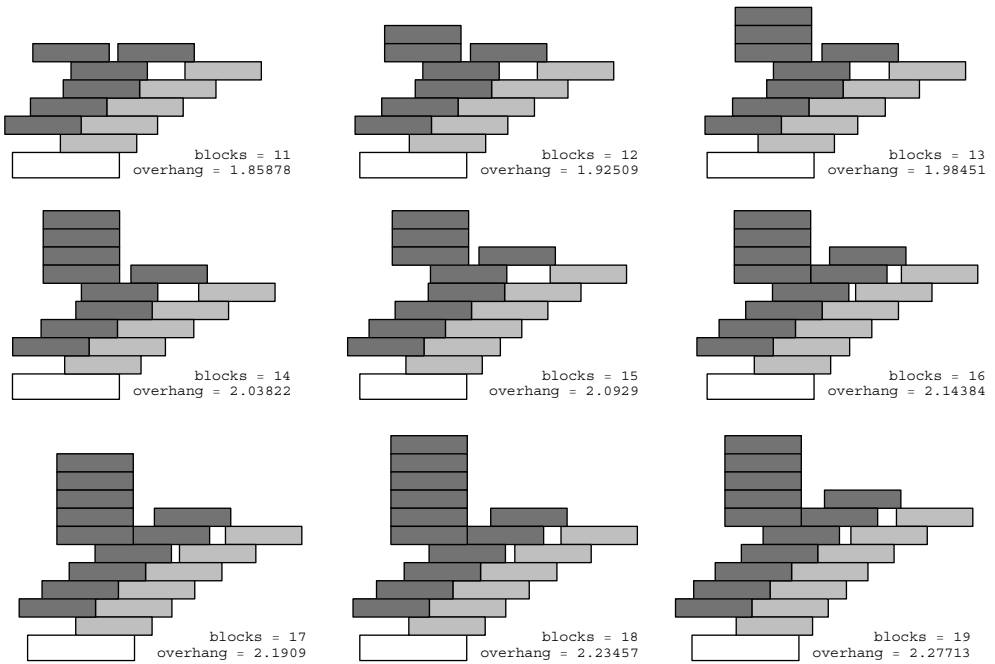 blocks = 11
overhang = 1.85878
blocks = 12
overhang = 1.92509
blocks = 13
overhang = 1.98451
blocks = 14
overhang = 2.03822
blocks = 15
overhang = 2.0929
blocks = 16
overhang = 2.14384
blocks = 17
overhang = 2.1909
blocks = 18
overhang = 2.23457
blocks = 19
overhang = 2.27713